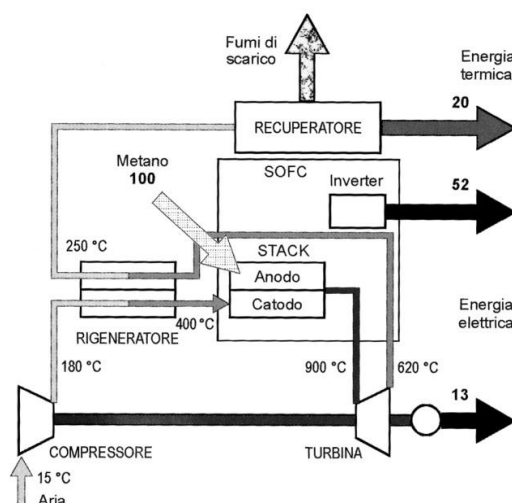 Fumi di
scarico
Energia
termica
20
RECUPERATORE
Metano
100
SOFC
Inverter
52
250 °C
STACK
Anodo
Catodo
Energia
elettrica
400 °C
RIGENERATORE
180 °C
900 °C
620 °C
13
COMPRESSORE
TURBINA
15 °C
Aria